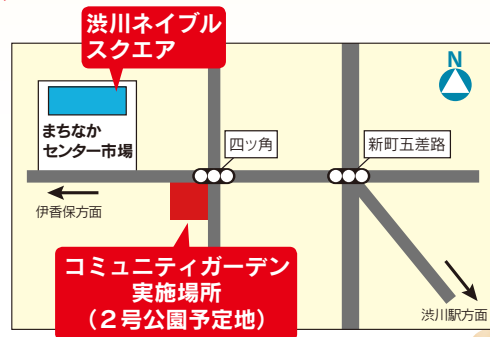 渋川ネイブル
スクエア
N
まちなか
センター市場
四ツ角
新町五差路
伊香保方面
コミュニティガーデン
実施場所
（２号公園予定地）
渋川駅方面